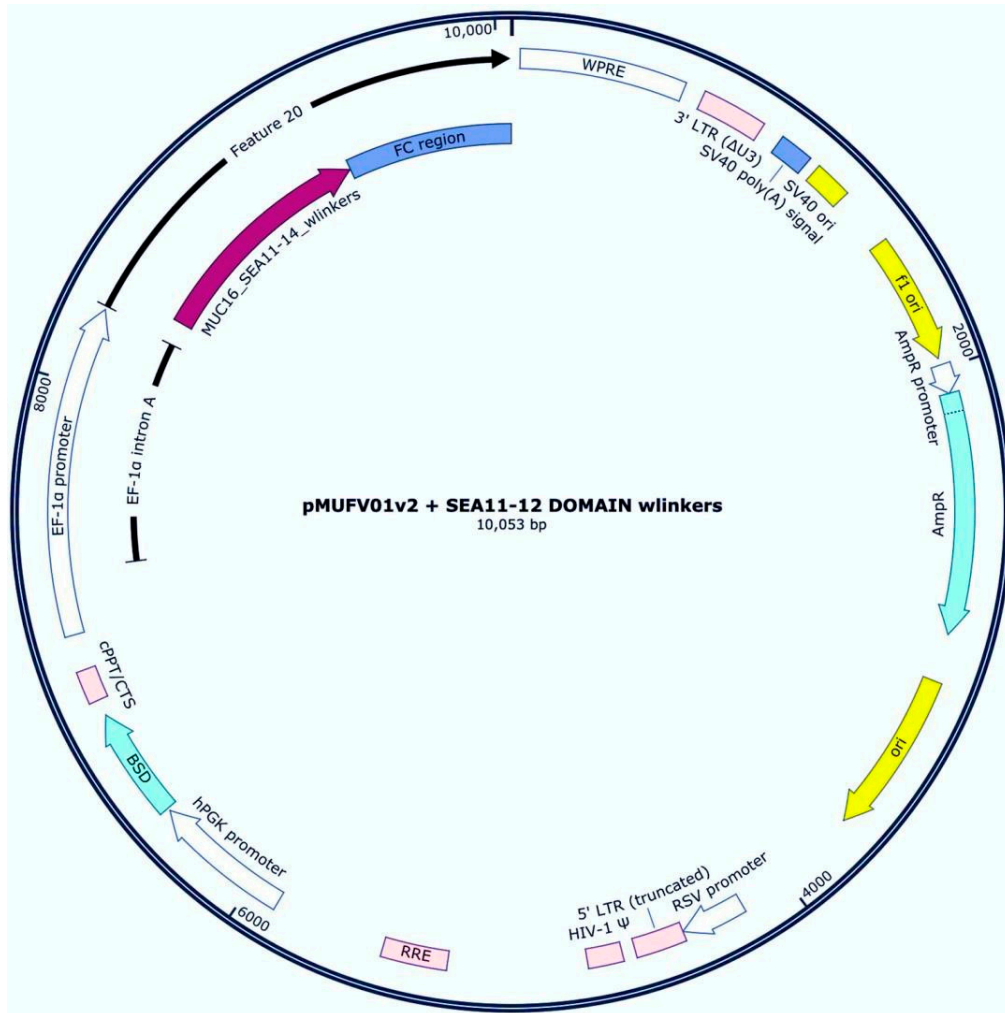 10,000
WPRE
3' LTR (ΔU3)
SV40 poly(A) signal
SV40 ori
f1 ori
2000
AmpR promoter
AmpR
ori
4000
RSV promoter
5' LTR (truncated)
HIV-1 Ψ
RRE
6000
hPGK promoter
BSD
cPPT/CTS
EF-1α promoter
8000
EF-1α intron A
MUC16_SEA11-14_wlinkers
FC region
Feature 20
pMUFV01v2 + SEA11-12 DOMAIN wlinkers
10,053 bp